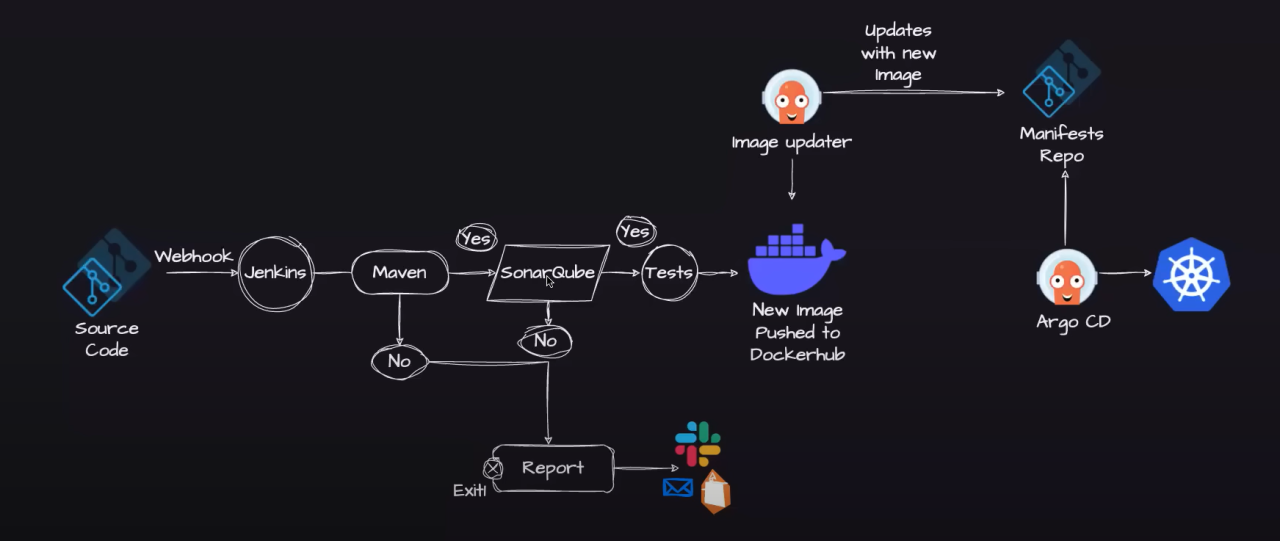 Updates
with new
Image
Image updater
Manifests
Repo
Yes
Yes
Webhook
Jenkins
Maven
SonarQube
Tests
Source
Code
New Image
Pushed to
Dockerhub
Argo CD
No
No
Report
Exit!